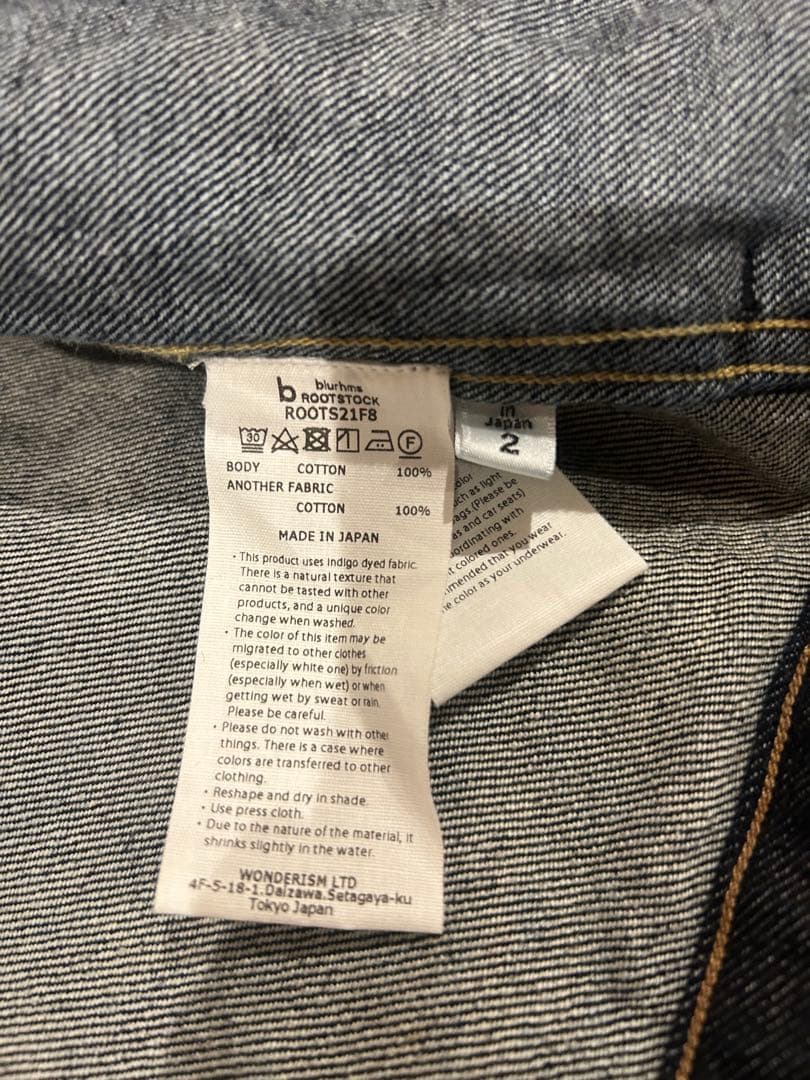 b blurhms
ROOTSTOCK
ROOTS21F8
30 F
BODY COTTON 100%
ANOTHER FABRIC
COTTON 100%
MADE IN JAPAN
· This product uses indigo dyed fabric.
There is a natural texture that
cannot be tasted with other
products, and a unique color
change when washed.
· The color of this item may be
migrated to other clothes
(especially white one) by friction
(especially when wet) or when
getting wet by sweat or rain.
Please be careful.
· Please do not wash with other
things. There is a case where
colors are transferred to other
clothing.
· Reshape and dry in shade.
· Use press cloth.
· Due to the nature of the material, it
shrinks slightly in the water.
WONDERISM LTD
4F-5-18-1.Daizawa.Setagaya-ku
Tokyo Japan
in
Japan
2
as light
(Please be
and car seats)
with
colored ones.
that you wear
color as your underwear.